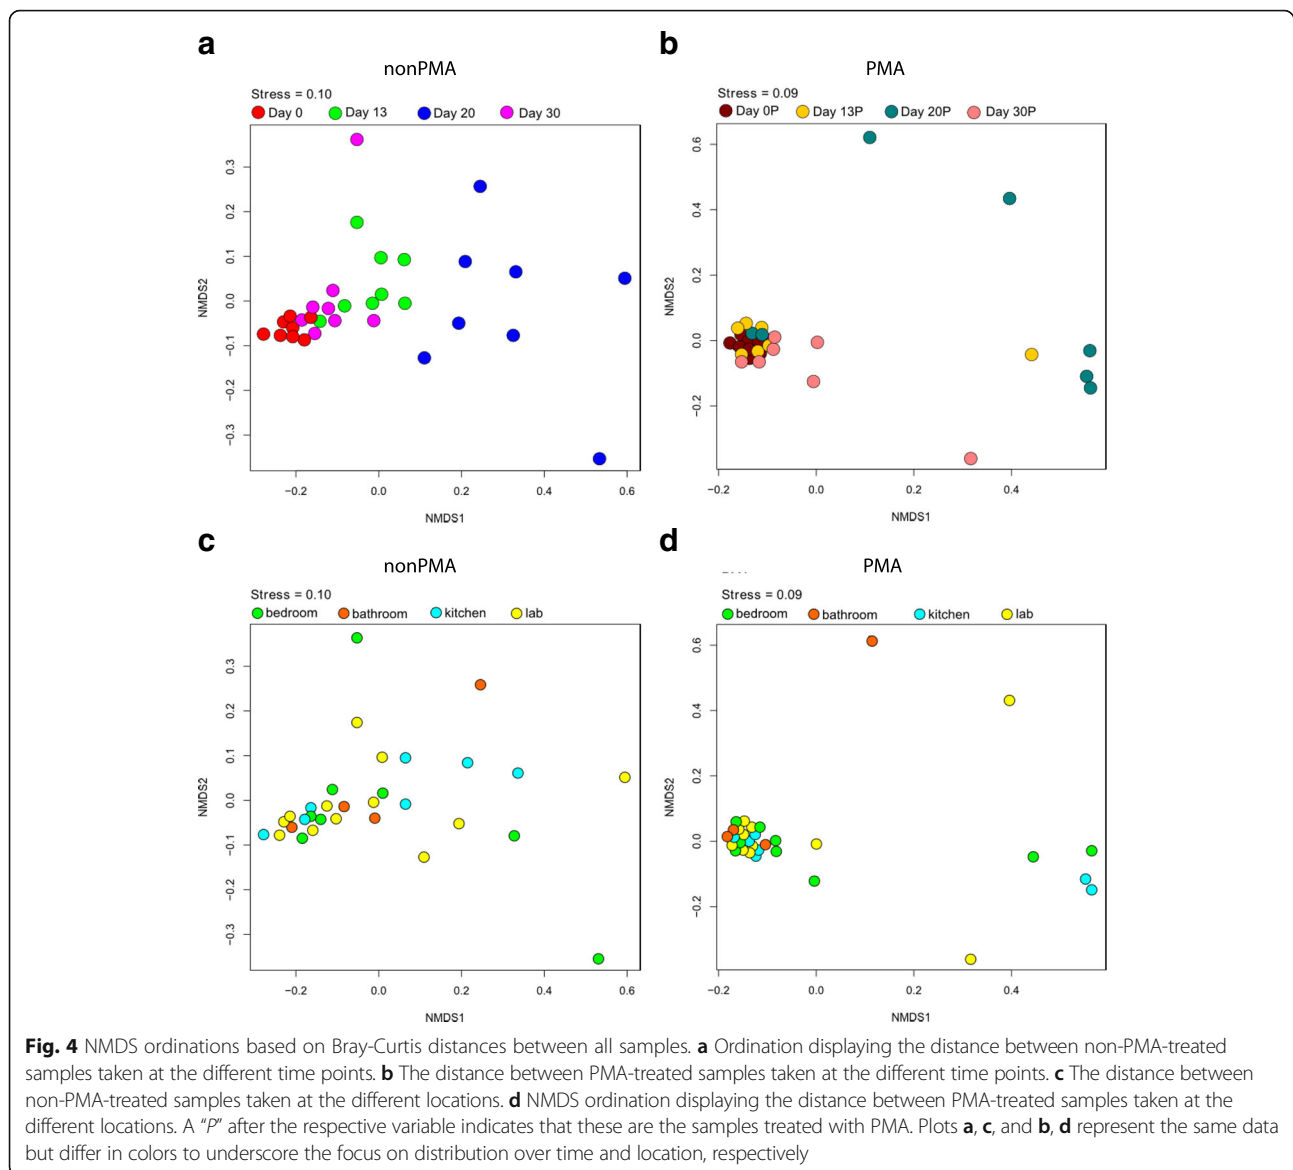 a
nonPMA
Stress = 0.10
Day 0 Day 13 Day 20 Day 30
0.3
0.2
0.1
0.0
−0.1
−0.2
−0.3
NMDS2
−0.2 0.0 0.2 0.4 0.6
NMDS1
b
PMA
Stress = 0.09
Day 0P Day 13P Day 20P Day 30P
0.6
0.4
0.2
0.0
−0.2
NMDS2
−0.2 0.0 0.2 0.4
NMDS1
c
nonPMA
Stress = 0.10
bedroom bathroom kitchen lab
0.3
0.2
0.1
0.0
−0.1
−0.2
−0.3
NMDS2
−0.2 0.0 0.2 0.4 0.6
NMDS1
d
PMA
Stress = 0.09
bedroom bathroom kitchen lab
0.6
0.4
0.2
0.0
−0.2
NMDS2
−0.2 0.0 0.2 0.4
NMDS1
Fig. 4 NMDS ordinations based on Bray-Curtis distances between all samples. a Ordination displaying the distance between non-PMA-treated
samples taken at the different time points. b The distance between PMA-treated samples taken at the different time points. c The distance between
non-PMA-treated samples taken at the different locations. d NMDS ordination displaying the distance between PMA-treated samples taken at the
different locations. A “P” after the respective variable indicates that these are the samples treated with PMA. Plots a, c, and b, d represent the same data
but differ in colors to underscore the focus on distribution over time and location, respectively